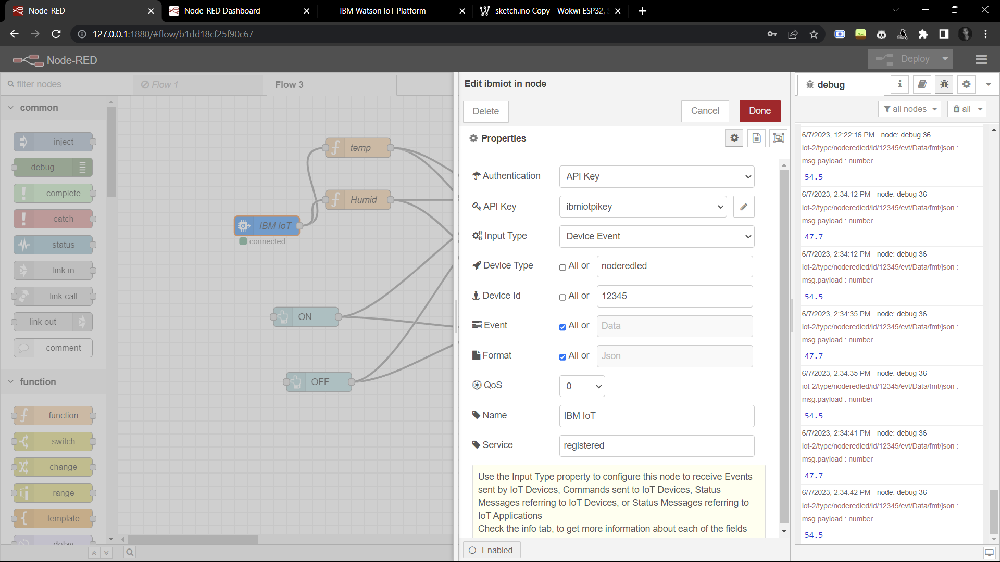 Node-RED
Node-RED Dashboard
IBM Watson IoT Platform
sketch.ino Copy - Wokwi ESP32,
127.0.0.1:1880/#flow/b1dd18cf25f90c67
Node-RED
Deploy
filter nodes
common
inject
debug
complete
catch
status
link in
link call
link out
comment
function
function
switch
change
range
template
delay
Flow 1
Flow 3
temp
Humid
IBM IoT
connected
ON
OFF
Edit ibmiot in node
Delete
Cancel
Done
Properties
Authentication
API Key
API Key
ibmiotpikey
Input Type
Device Event
Device Type
All or
noderedled
Device Id
All or
12345
Event
All or
Data
Format
All or
Json
QoS
0
Name
IBM IoT
Service
registered
Use the Input Type property to configure this node to receive Events
sent by IoT Devices, Commands sent to IoT Devices, Status
Messages referring to IoT Devices, or Status Messages referring to
IoT Applications
Check the info tab, to get more information about each of the fields
Enabled
debug
all nodes
all
6/7/2023, 12:22:16 PM node: debug 36
iot-2/type/noderedled/id/12345/evt/Data/fmt/json :
msg.payload : number
54.5
6/7/2023, 2:34:12 PM node: debug 36
iot-2/type/noderedled/id/12345/evt/Data/fmt/json :
msg.payload : number
47.7
6/7/2023, 2:34:12 PM node: debug 36
iot-2/type/noderedled/id/12345/evt/Data/fmt/json :
msg.payload : number
54.5
6/7/2023, 2:34:35 PM node: debug 36
iot-2/type/noderedled/id/12345/evt/Data/fmt/json :
msg.payload : number
47.7
6/7/2023, 2:34:35 PM node: debug 36
iot-2/type/noderedled/id/12345/evt/Data/fmt/json :
msg.payload : number
54.5
6/7/2023, 2:34:41 PM node: debug 36
iot-2/type/noderedled/id/12345/evt/Data/fmt/json :
msg.payload : number
47.7
6/7/2023, 2:34:42 PM node: debug 36
iot-2/type/noderedled/id/12345/evt/Data/fmt/json :
msg.payload : number
54.5